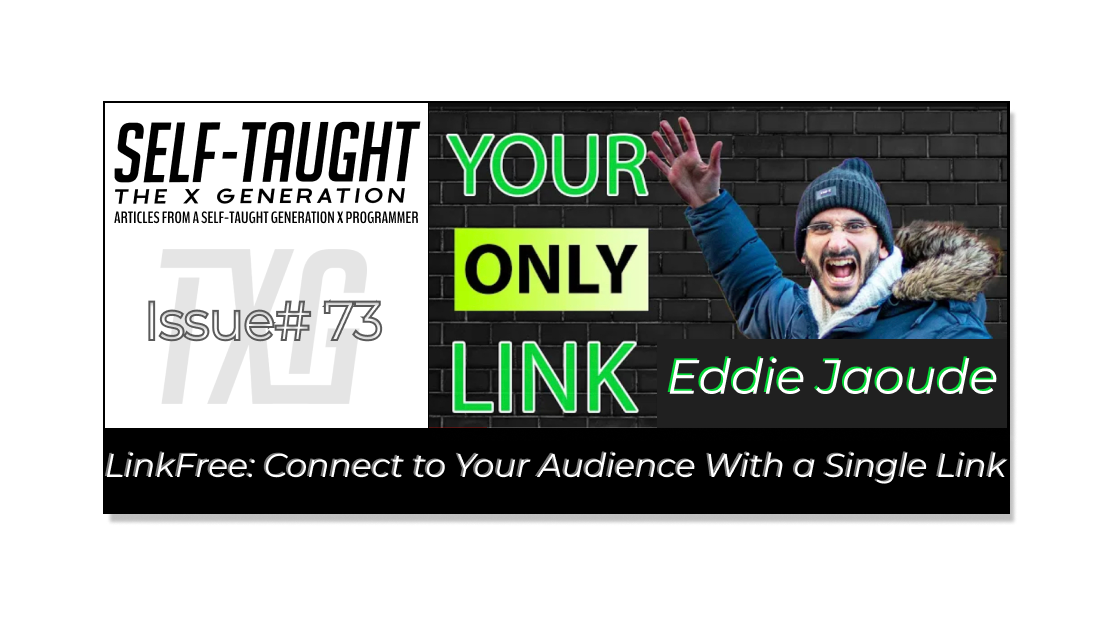 SELF-TAUGHT
THE X GENERATION
ARTICLES FROM A SELF-TAUGHT GENERATION X PROGRAMMER
TXG
Issue# 73
YOUR
ONLY
LINK
Eddie Jaoude
LinkFree: Connect to Your Audience With a Single Link